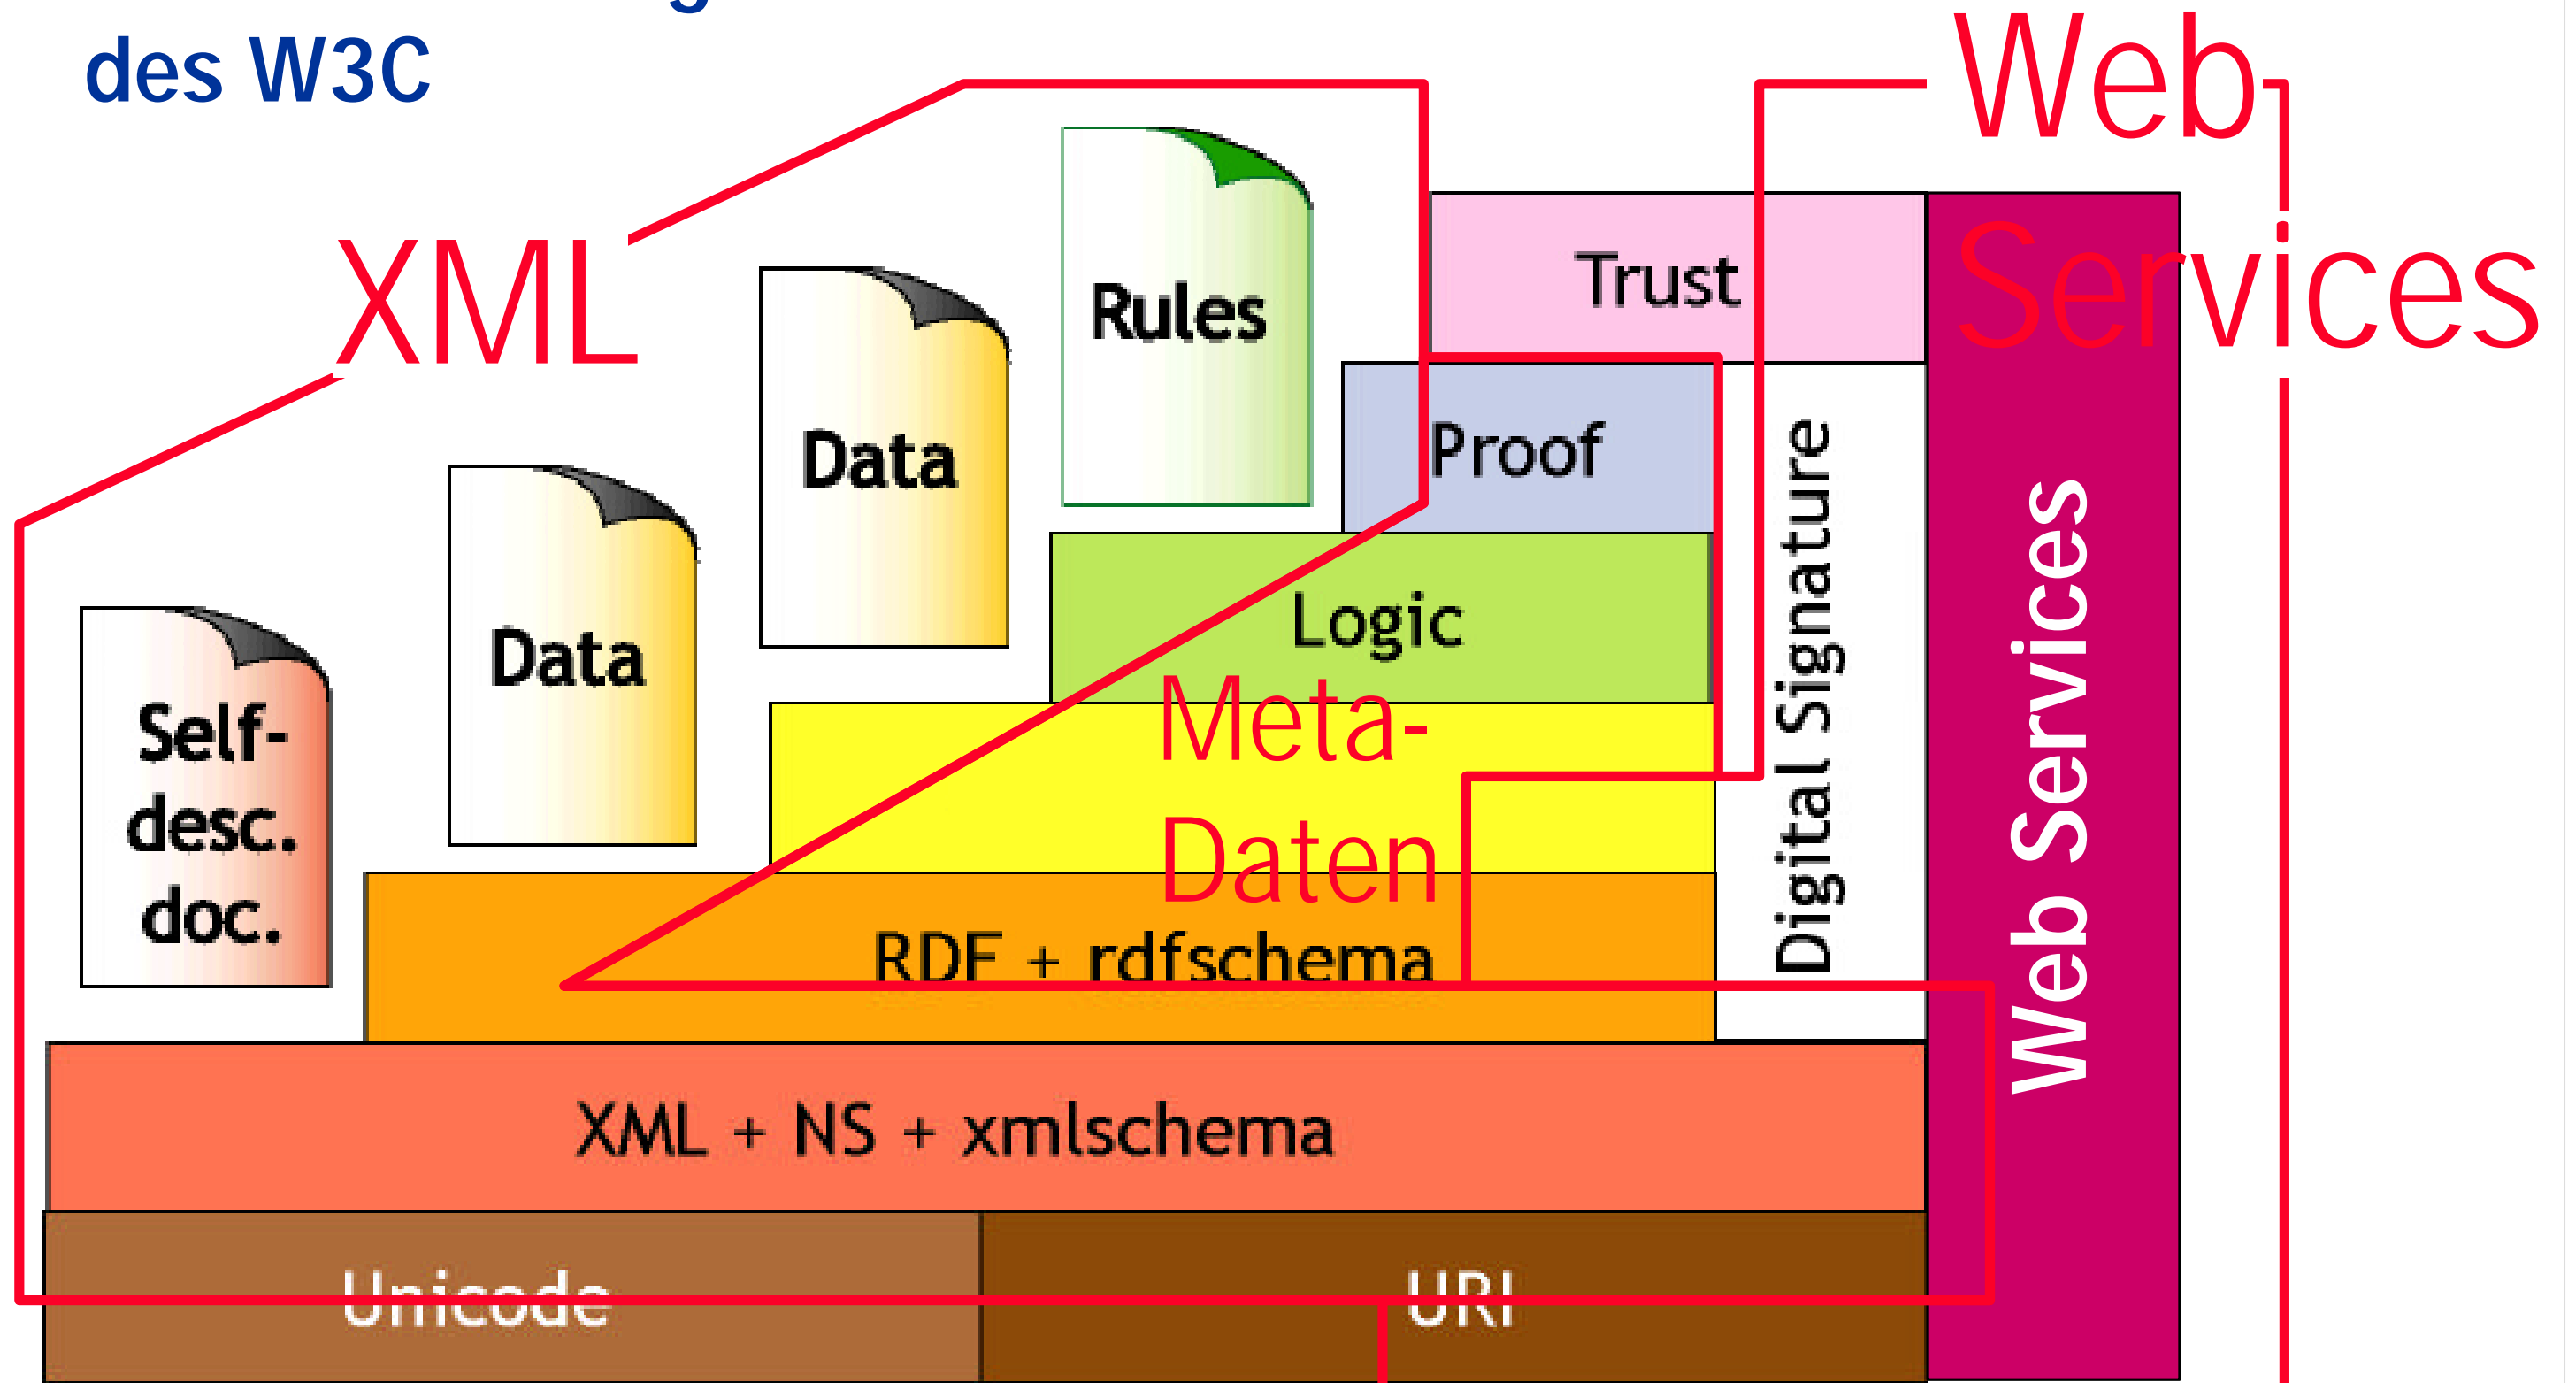 des W3C
Web
Services
XML
Rules
Trust
Data
Proof
Data
Logic
Self-
desc.
doc.
Meta-
Daten
Digital Signature
Web Services
RDF + rdfschema
XML + NS + xmlschema
Unicode
URI